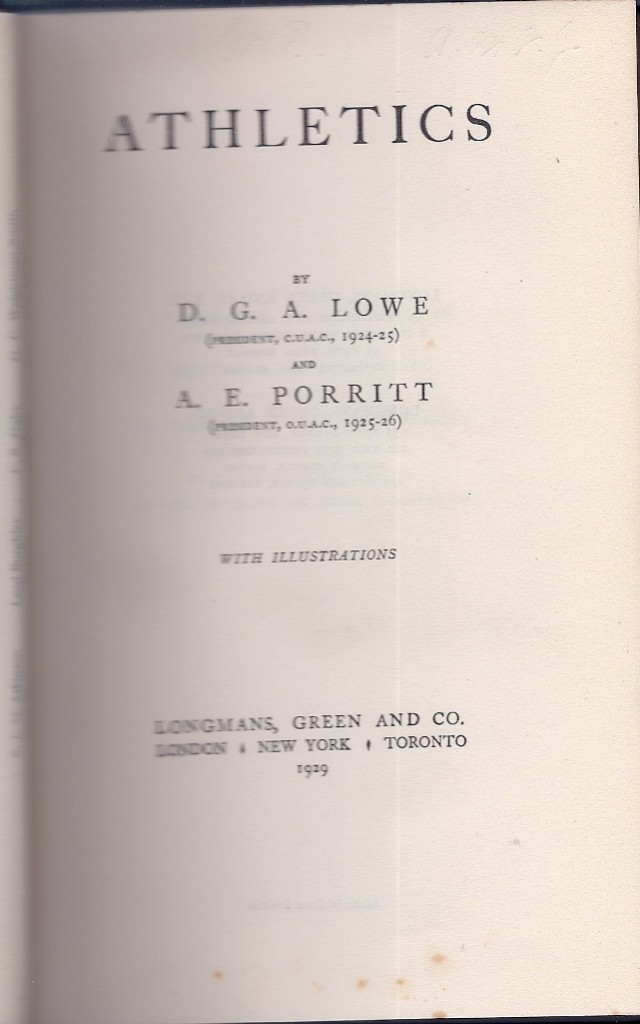 ATHLETICS
BY
D. G. A. LOWE
(PRESIDENT, C.U.A.C., 1924-25)
AND
A. E. PORRITT
(PRESIDENT, O.U.A.C., 1925-26)
WITH ILLUSTRATIONS
LONGMANS, GREEN AND CO.
LONDON • NEW YORK • TORONTO
1929